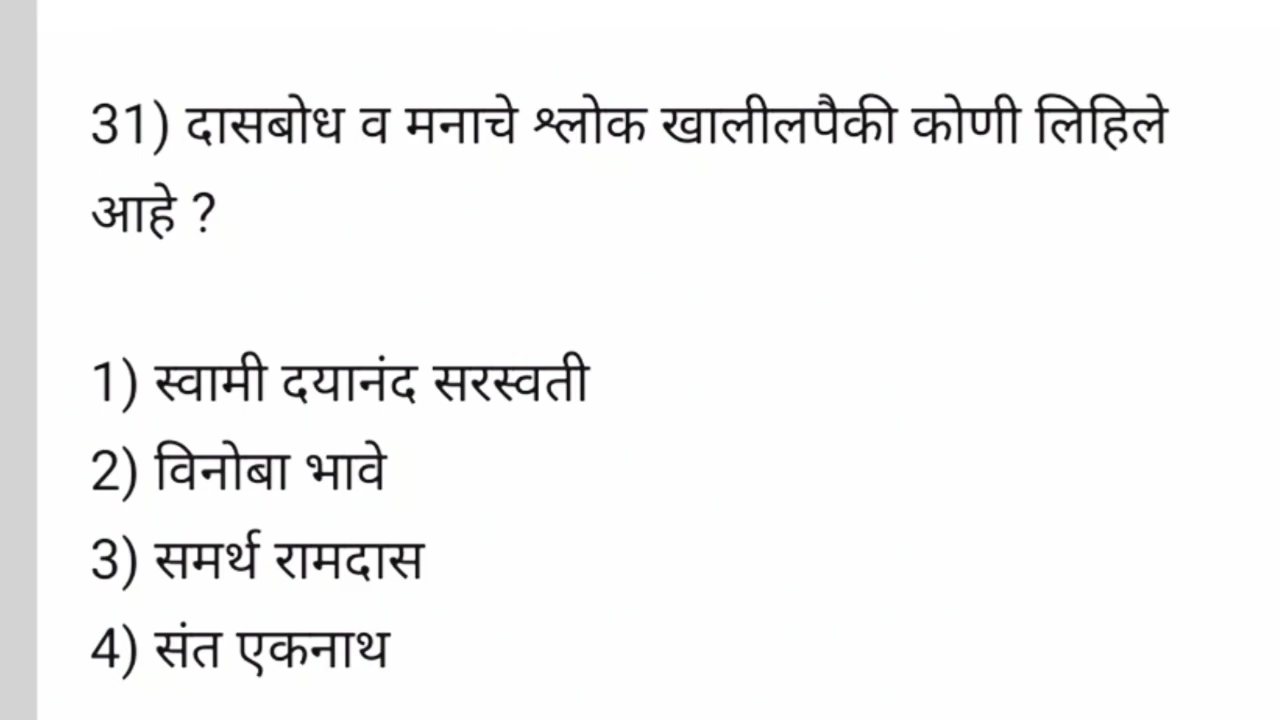 31) दासबोध व मनाचे श्लोक खालीलपैकी कोणी लिहिले
आहे ?
1) स्वामी दयानंद सरस्वती
2) विनोबा भावे
3) समर्थ रामदास
4) संत एकनाथ